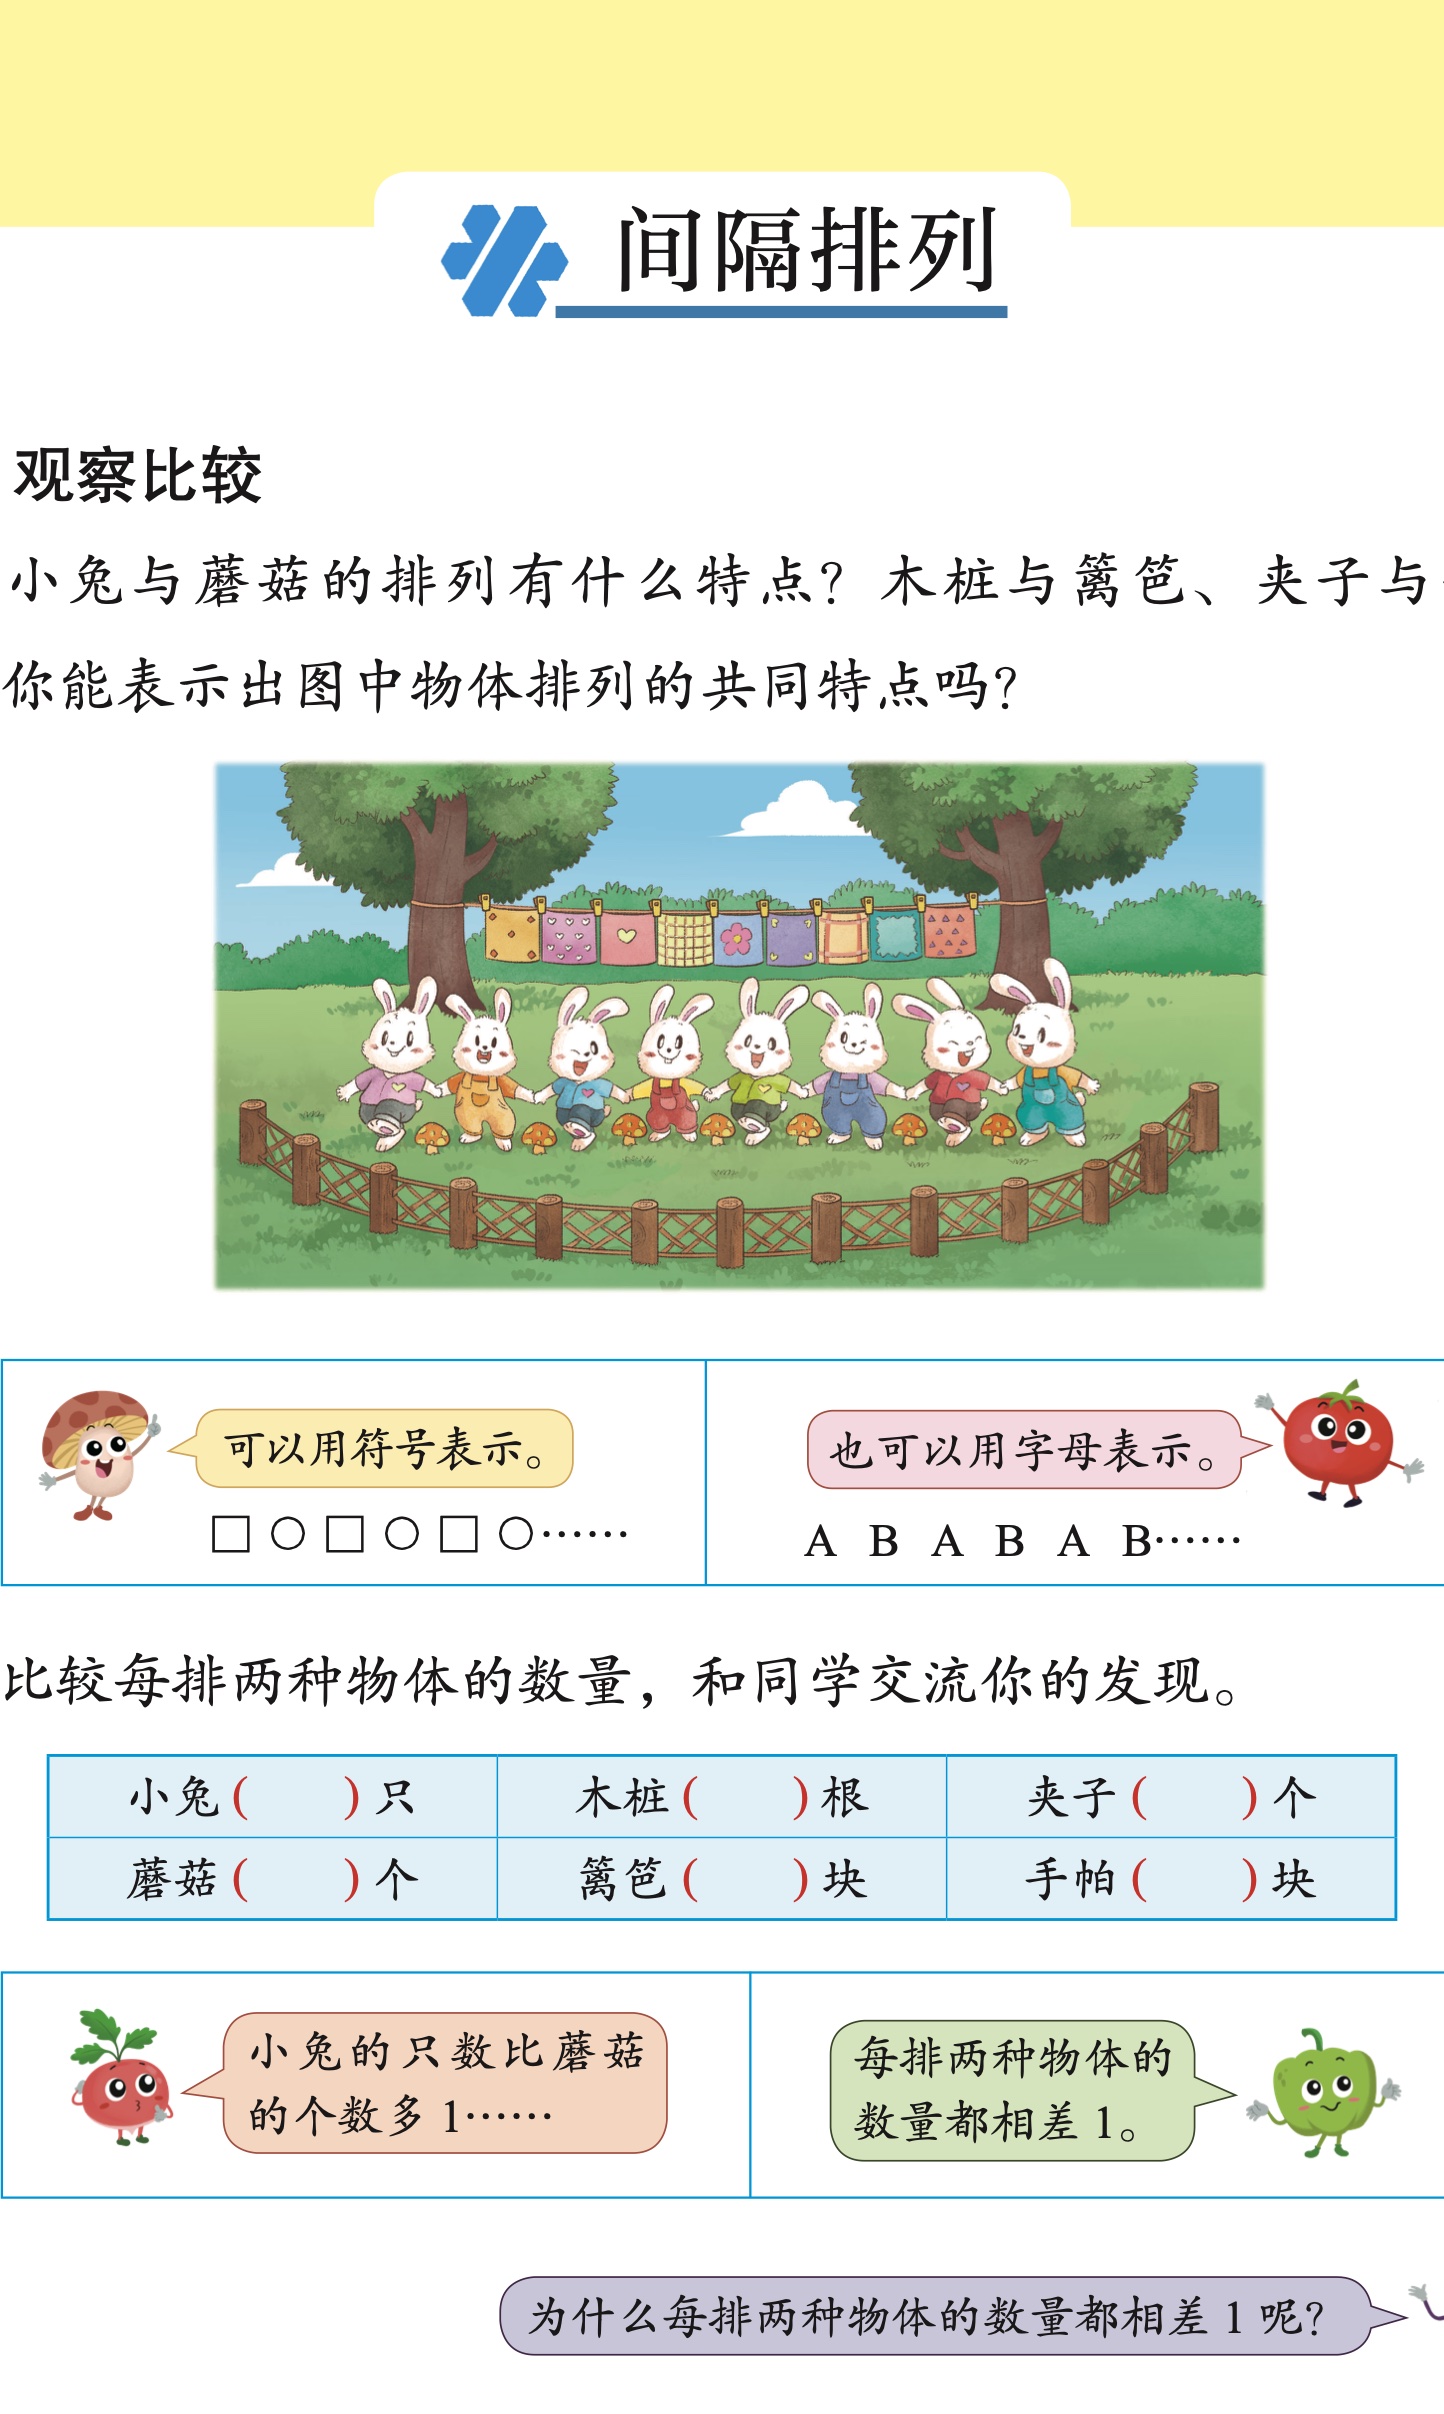 间隔排列
观察比较
小兔与蘑菇的排列有什么特点？木桩与篱笆、夹子与
你能表示出图中物体排列的共同特点吗？
可以用符号表示。
也可以用字母表示。
□○□○□○……
A B A B A B……
比较每排两种物体的数量，和同学交流你的发现。
小兔（ ）只 木桩（ ）根 夹子（ ）个
蘑菇（ ）个 篱笆（ ）块 手帕（ ）块
小兔的只数比蘑菇
的个数多 1……
每排两种物体的
数量都相差 1。
为什么每排两种物体的数量都相差 1 呢？